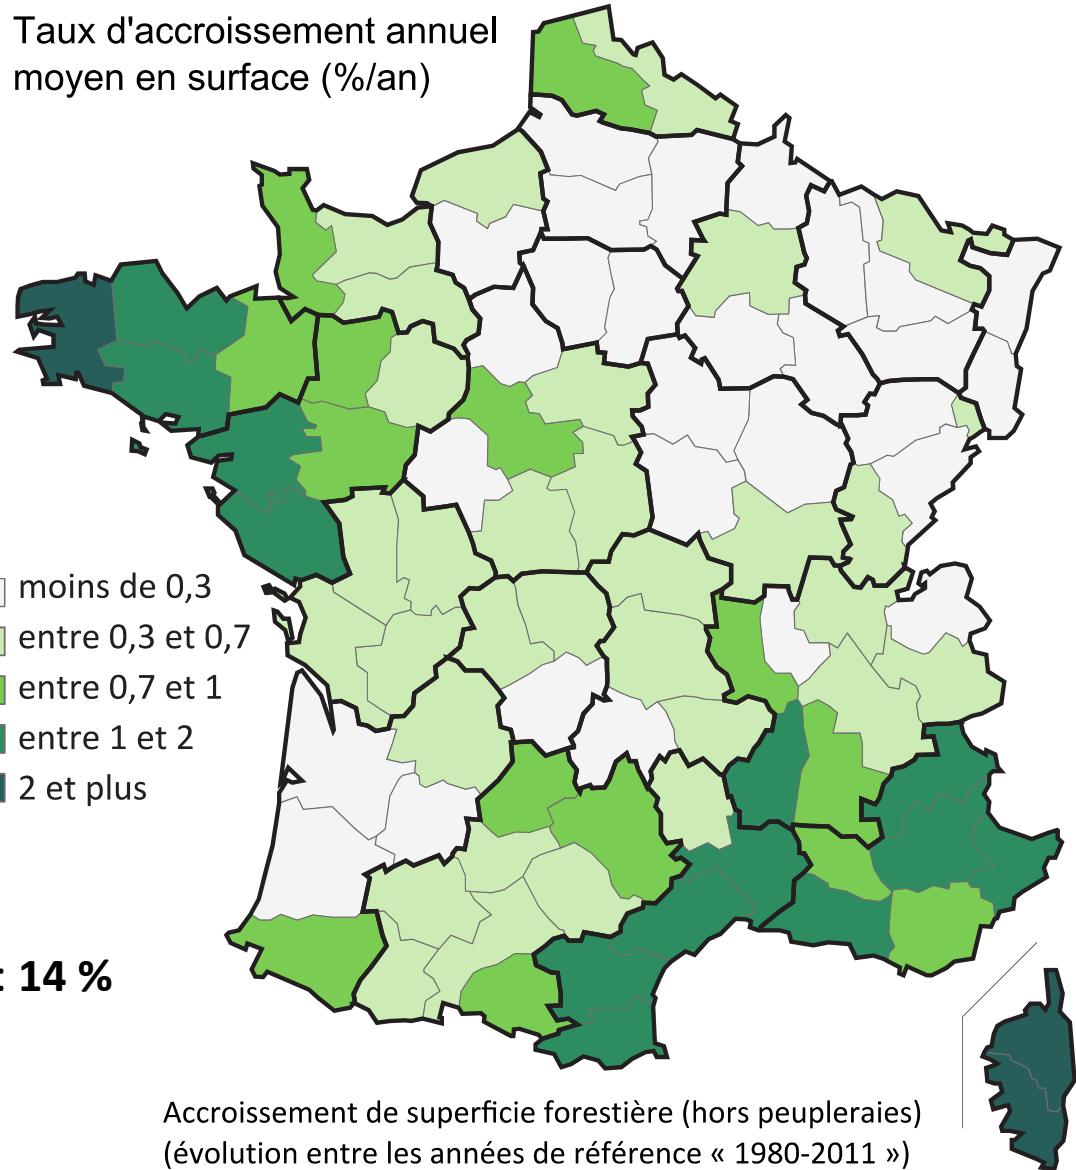 Taux d'accroissement annuel
moyen en surface (%/an)
moins de 0,3
entre 0,3 et 0,7
entre 0,7 et 1
entre 1 et 2
2 et plus
: 14 %
Accroissement de superficie forestière (hors peupleraies)
(évolution entre les années de référence « 1980-2011 »)